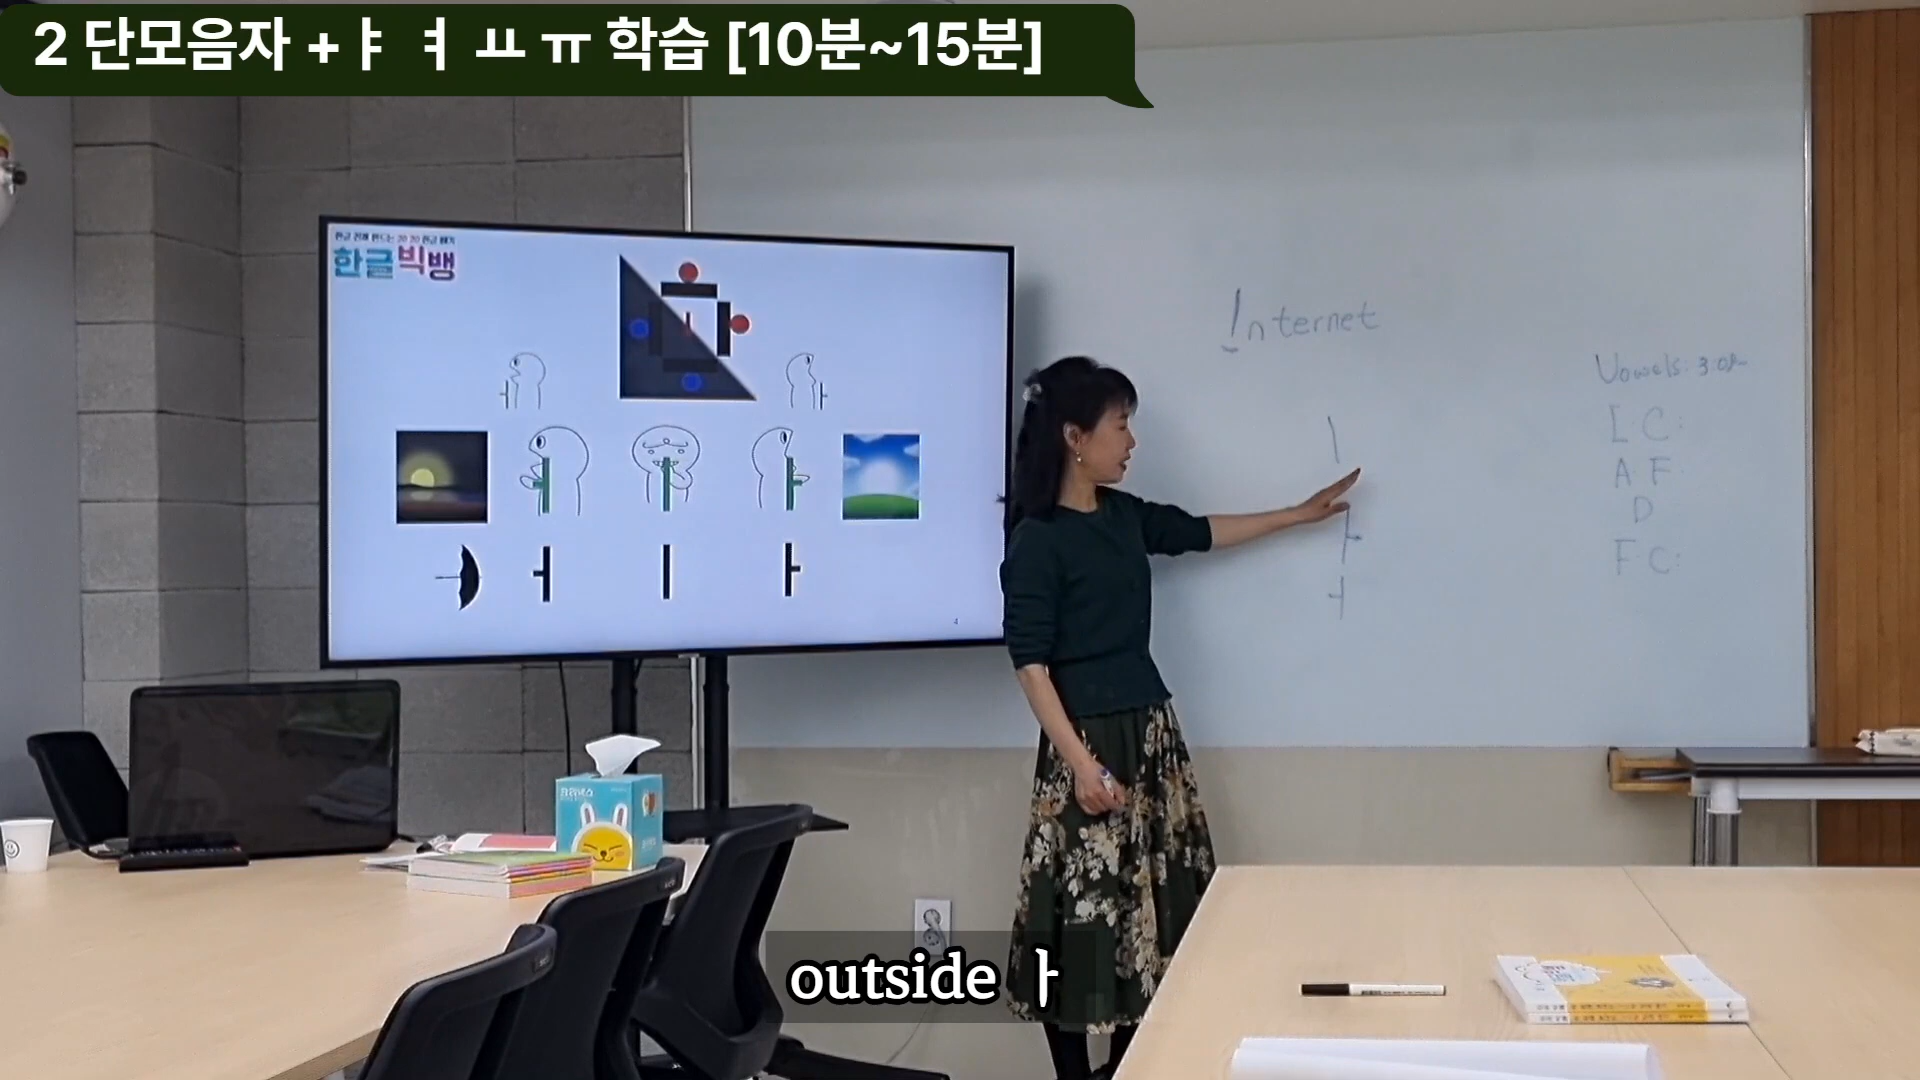 2 단모음자 + ㅑ ㅕ ㅛ ㅠ 학습 [10분~15분]
한글빅뱅
ㅓ ㅣ ㅏ
4
Internet
ㅣ
ㅏ
ㅓ
Vowels:
I C:
A F
D
F C:
outside ㅏ